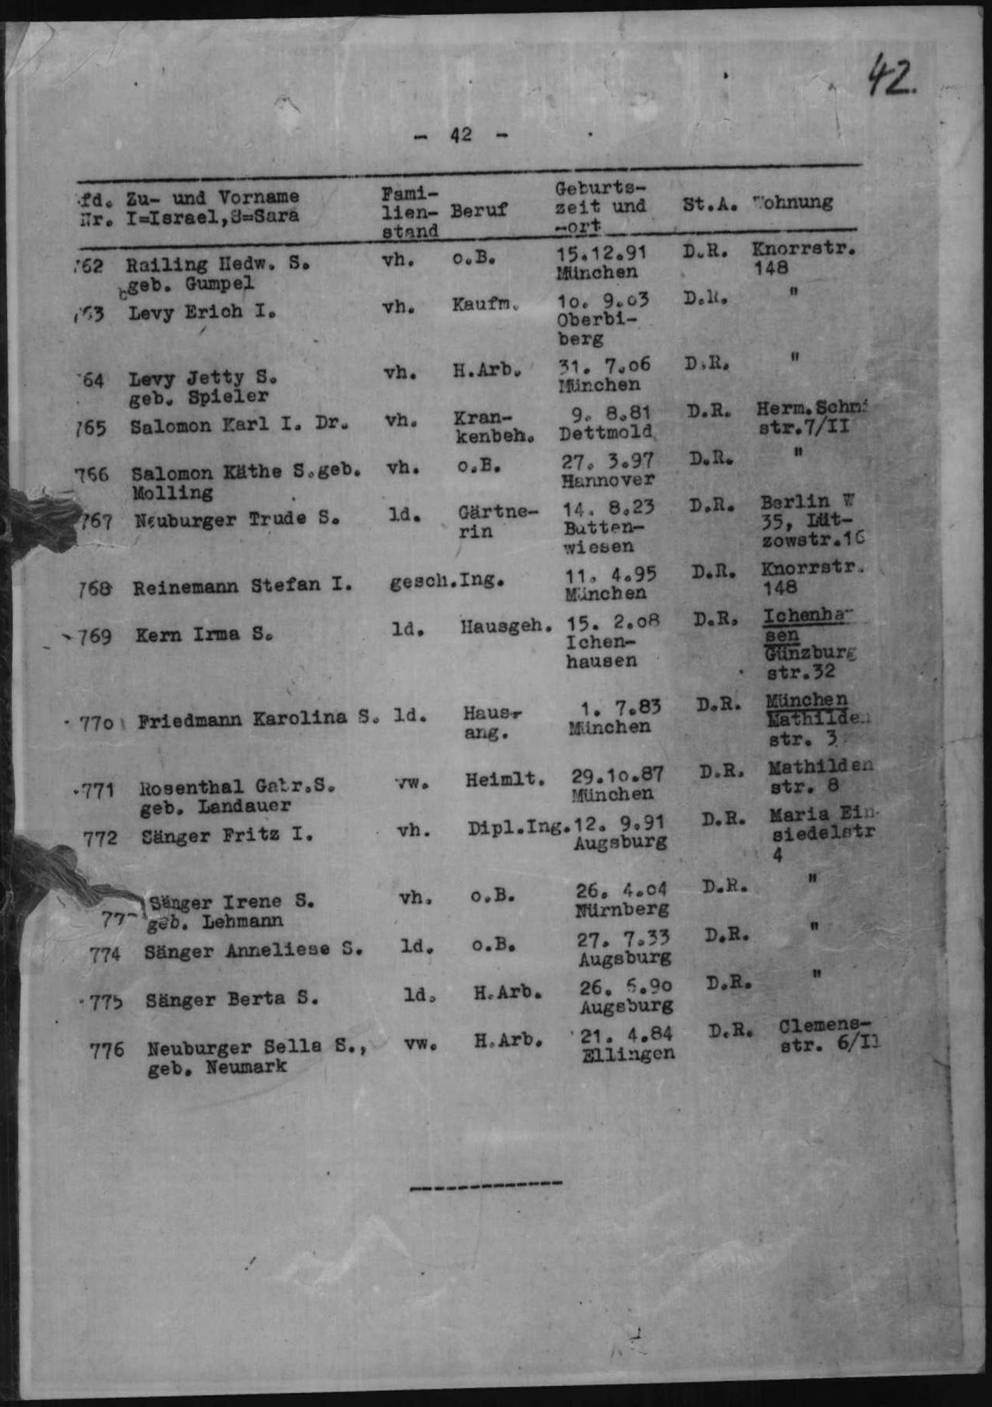 42.
- 42 -
fd. Zu- und Vorname Fami- Beruf Geburts- St.A. Wohnung
Nr. I=Israel,S=Sara lien- zeit und
stand -ort
762 Railing Hedw. S. vh. o.B. 15.12.91 D.R. Knorrstr.
geb. Gumpel München 148
763 Levy Erich I. vh. Kaufm. 10. 9.03 D.R. "
Oberbi-
berg
764 Levy Jetty S. vh. H.Arb. 31. 7.06 D.R. "
geb. Spieler München
765 Salomon Karl I. Dr. vh. Kran- 9. 8.81 D.R. Herm.Schmi
kenbeh. Dettmold str.7/II
766 Salomon Käthe S.geb. vh. o.B. 27. 3.97 D.R. "
Molling Hannover
767 Neuburger Trude S. ld. Gärtne- 14. 8.23 D.R. Berlin W
rin Butten- 35, Lüt-
wiesen zowstr.16
768 Reinemann Stefan I. gesch.Ing. 11. 4.95 D.R. Knorrstr.
München 148
769 Kern Irma S. ld. Hausgeh. 15. 2.08 D.R. Ichenha-
Ichen- sen
hausen Günzburg
str.32
770 Friedmann Karolina S. ld. Haus- 1. 7.83 D.R. München
ang. München Mathilden
str. 3
771 Rosenthal Gabr.S. vw. Heimlt. 29.10.87 D.R. Mathilden
geb. Landauer München str. 8
772 Sänger Fritz I. vh. Dipl.Ing. 12. 9.91 D.R. Maria Ein-
Augsburg siedelstr
4
77 Sänger Irene S. vh. o.B. 26. 4.04 D.R. "
geb. Lehmann Nürnberg
774 Sänger Anneliese S. ld. o.B. 27. 7.33 D.R. "
Augsburg
775 Sänger Berta S. ld. H.Arb. 26. 6.90 D.R. "
Augsburg
776 Neuburger Sella S., vw. H.Arb. 21. 4.84 D.R. Clemens-
geb. Neumark Ellingen str. 6/II